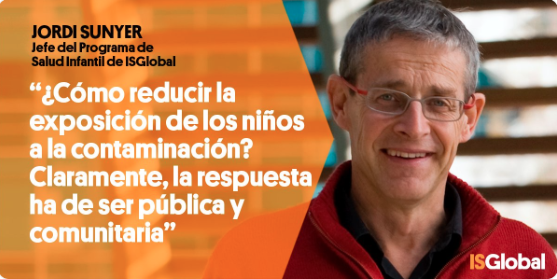 JORDI SUNYER
Jefe del Programa de
Salud Infantil de ISGlobal
“¿Cómo reducir la
exposición de los niños
a la contaminación?
Claramente, la respuesta
ha de ser pública y
comunitaria”
ISGlobal